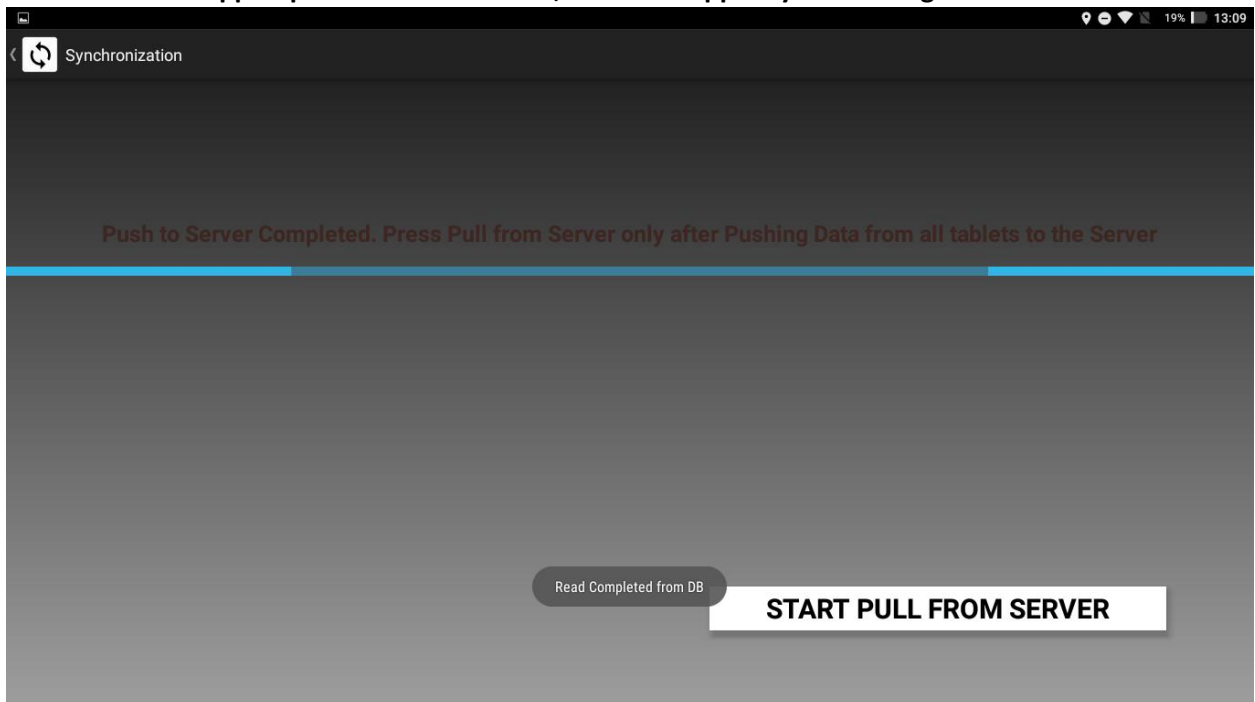 19% 13:09
Synchronization
Push to Server Completed. Press Pull from Server only after Pushing Data from all tablets to the Server
Read Completed from DB
START PULL FROM SERVER